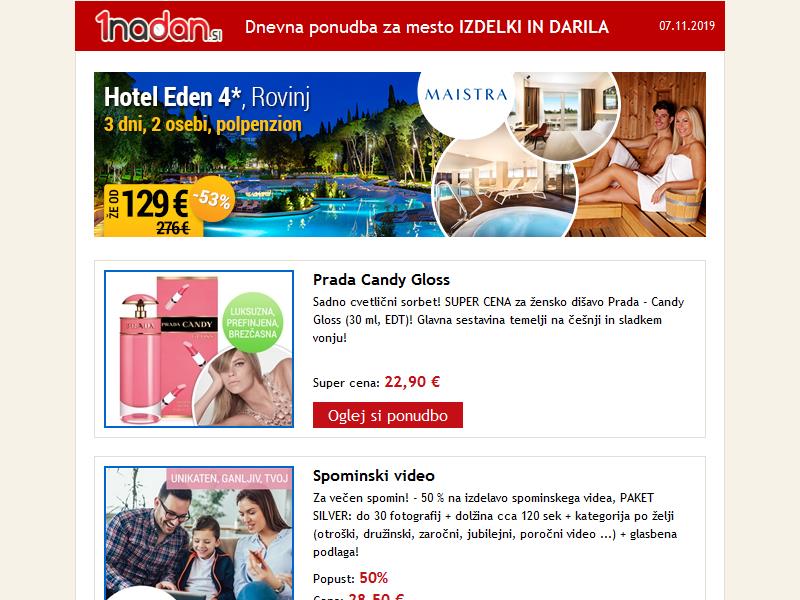 1nadan.si
Dnevna ponudba za mesto IZDELKI IN DARILA
07.11.2019
Hotel Eden 4*, Rovinj
3 dni, 2 osebi, polpenzion
ŽE OD
129 €
-53%
276 €
MAISTRA
PRADA
PRADA CANDY
LUKSUZNA,
PREFINJENA,
BREZČASNA
Prada Candy Gloss
Sadno cvetlični sorbet! SUPER CENA za žensko dišavo Prada - Candy
Gloss (30 ml, EDT)! Glavna sestavina temelji na češnji in sladkem
vonju!
Super cena: 22,90 €
Oglej si ponudbo
UNIKATEN, GANLJIV, TVOJ
Spominski video
Za večen spomin! - 50 % na izdelavo spominskega videa, PAKET
SILVER: do 30 fotografij + dolžina cca 120 sek + kategorija po želji
(otroški, družinski, zaročni, jubilejni, poročni video ...) + glasbena
podlaga!
Popust: 50%
Cena: 28,50 €